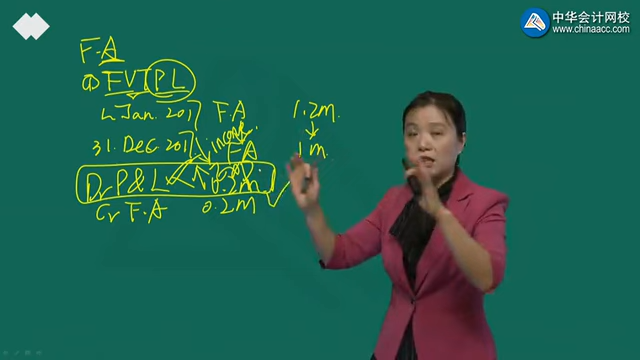 中华会计网校
www.chinaacc.com
F.A
① FVTPL
1. Jan. 2017 F.A 1.2m.
31. Dec. 2017 FA 1m.
Dr P&L
Cr F.A 0.2m